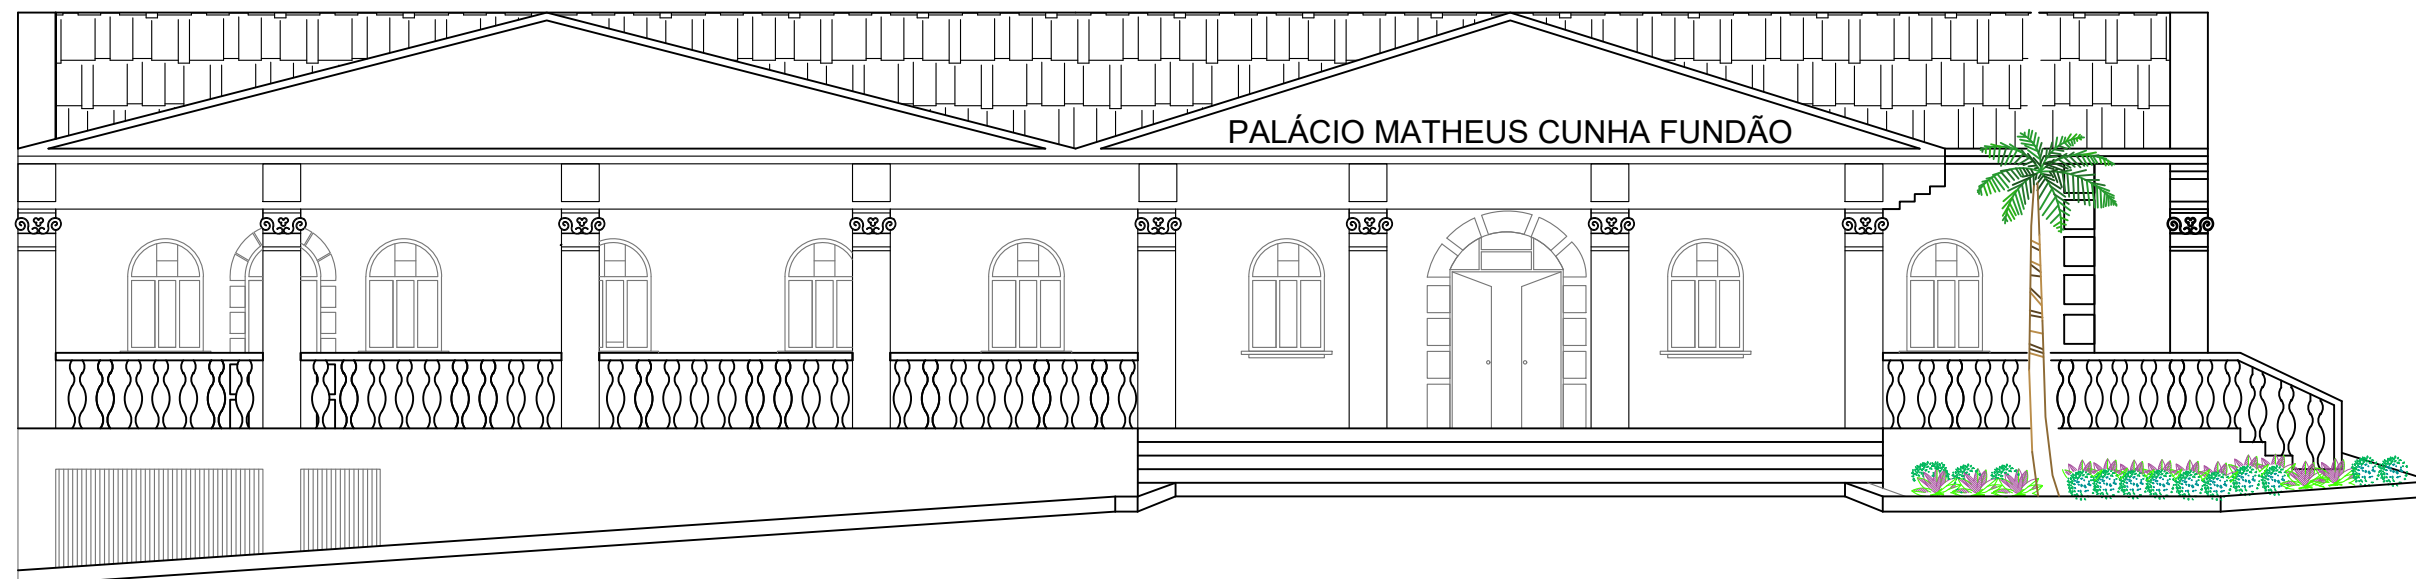 PALÁCIO MATHEUS CUNHA FUNDÃO